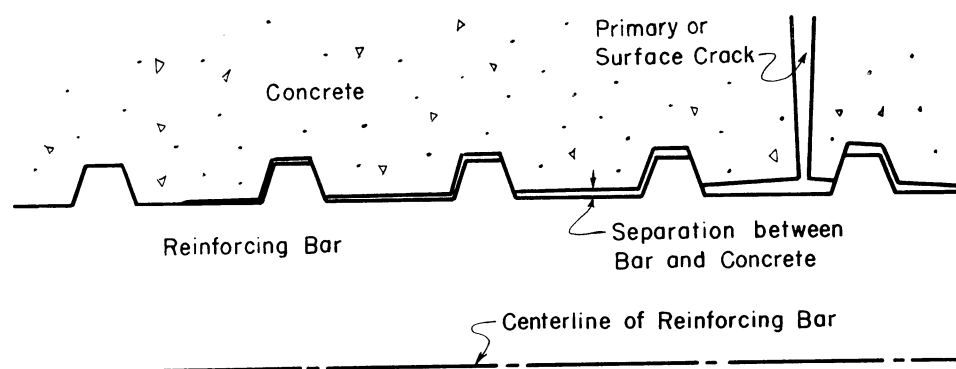 Primary or
Surface Crack
Concrete
Reinforcing Bar
Separation between
Bar and Concrete
Centerline of Reinforcing Bar